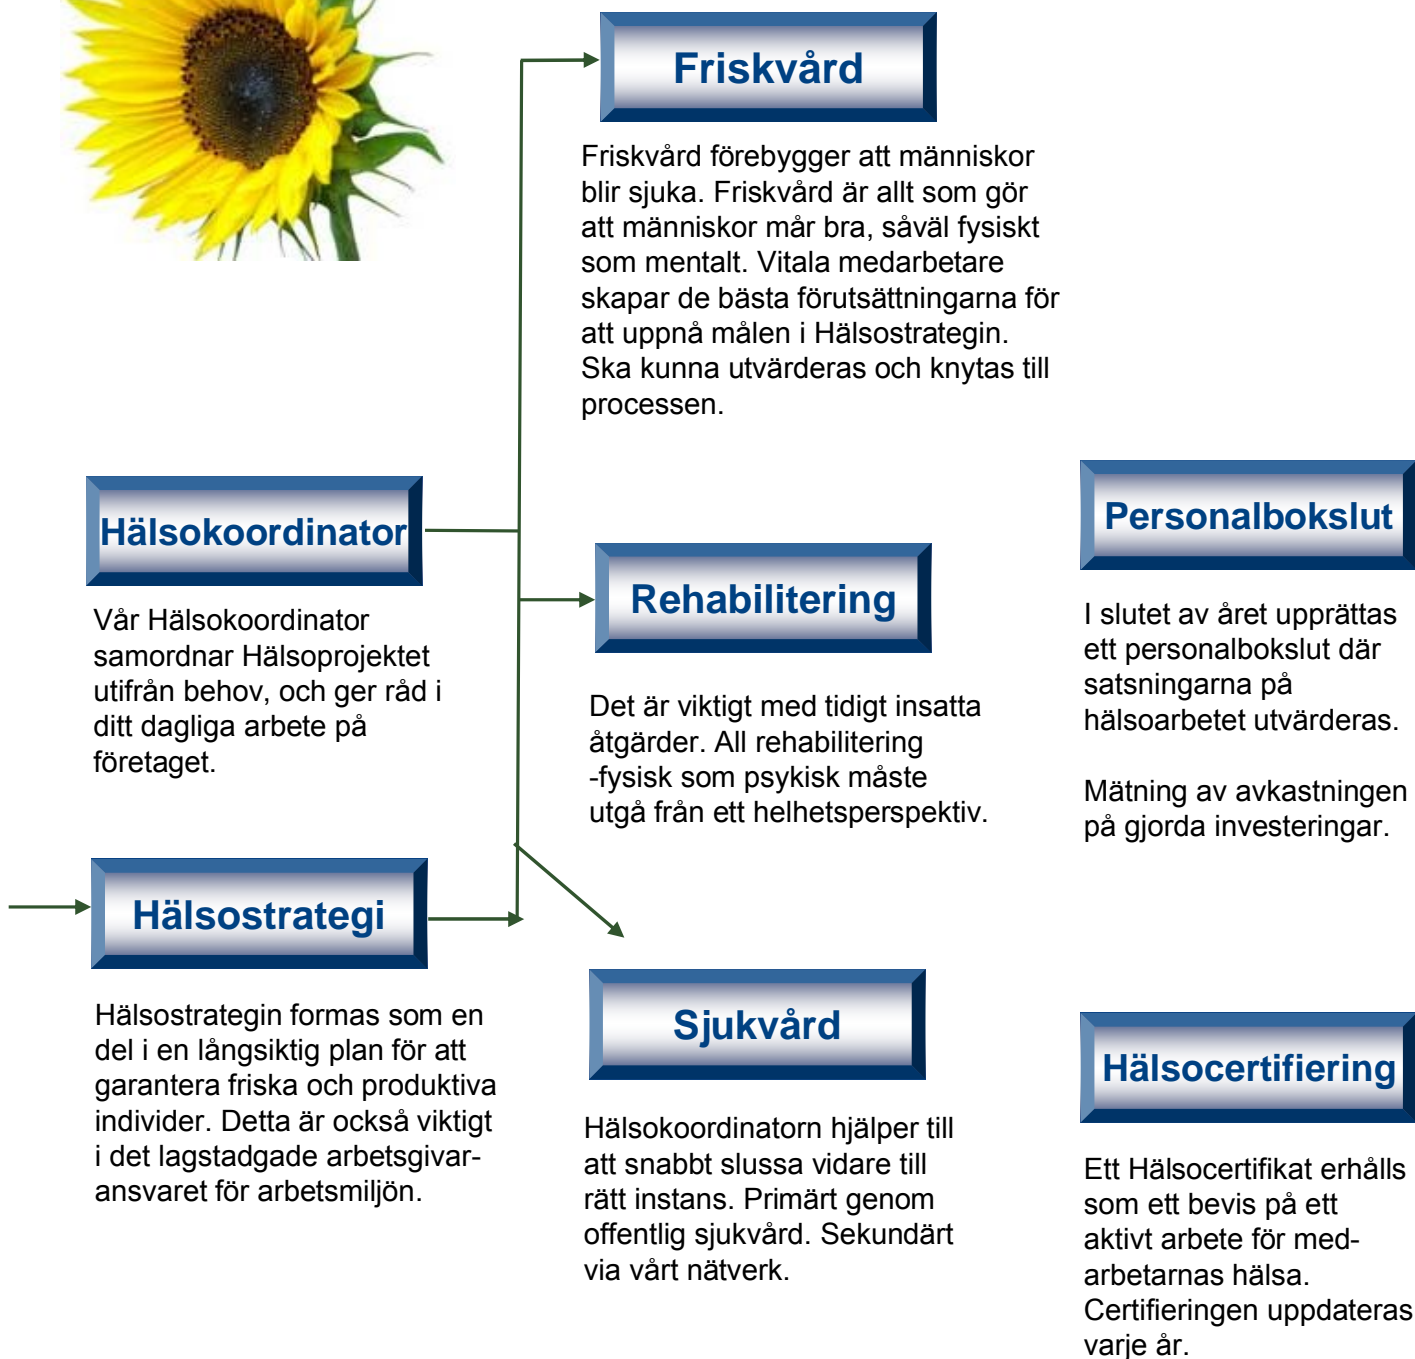 Friskvård
Friskvård förebygger att människor
blir sjuka. Friskvård är allt som gör
att människor mår bra, såväl fysiskt
som mentalt. Vitala medarbetare
skapar de bästa förutsättningarna för
att uppnå målen i Hälsostrategin.
Ska kunna utvärderas och knytas till
processen.
Hälsokoordinator
Vår Hälsokoordinator
samordnar Hälsoprojektet
utifrån behov, och ger råd i
ditt dagliga arbete på
företaget.
Rehabilitering
Det är viktigt med tidigt insatta
åtgärder. All rehabilitering
-fysisk som psykisk måste
utgå från ett helhetsperspektiv.
Personalbokslut
I slutet av året upprättas
ett personalbokslut där
satsningarna på
hälsoarbetet utvärderas.
Mätning av avkastningen
på gjorda investeringar.
Hälsostrategi
Hälsostrategin formas som en
del i en långsiktig plan för att
garantera friska och produktiva
individer. Detta är också viktigt
i det lagstadgade arbetsgivar-
ansvaret för arbetsmiljön.
Sjukvård
Hälsokoordinatorn hjälper till
att snabbt slussa vidare till
rätt instans. Primärt genom
offentlig sjukvård. Sekundärt
via vårt nätverk.
Hälsocertifiering
Ett Hälsocertifikat erhålls
som ett bevis på ett
aktivt arbete för med-
arbetarnas hälsa.
Certifieringen uppdateras
varje år.